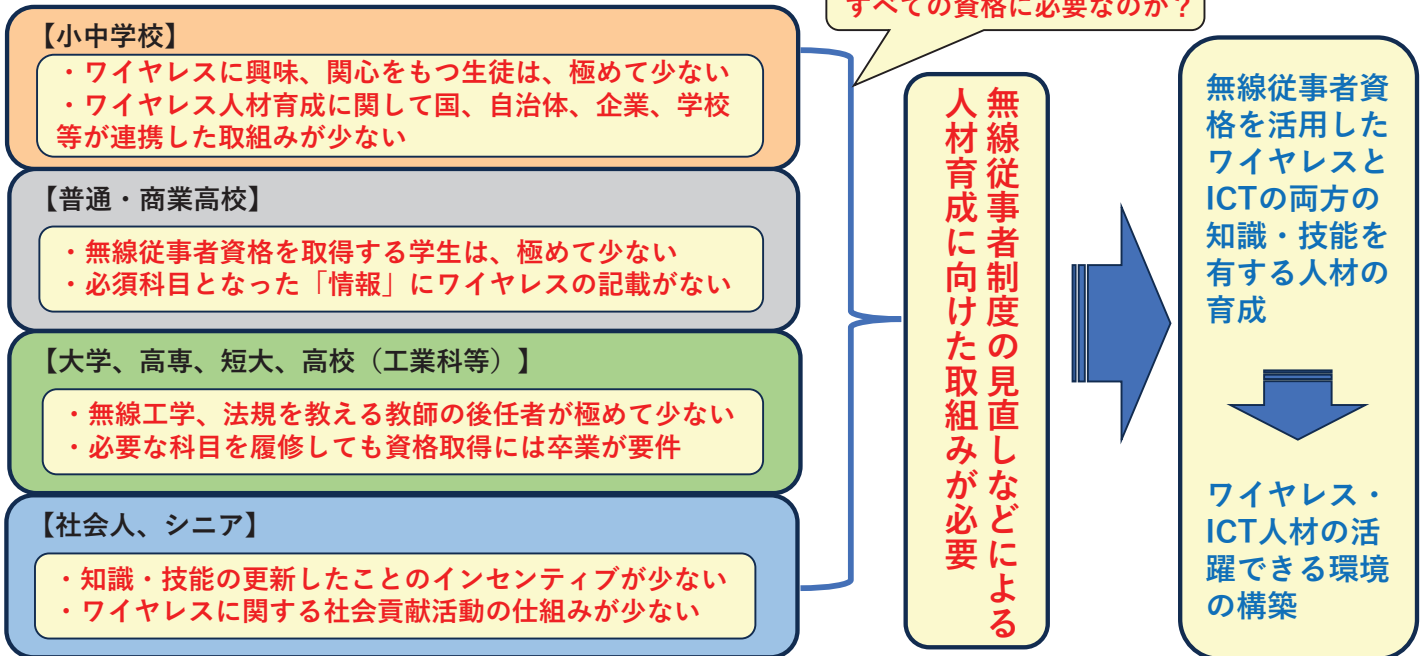 すべての資格に必要なのか？
【小中学校】
・ワイヤレスに興味、関心をもつ生徒は、極めて少ない
・ワイヤレス人材育成に関して国、自治体、企業、学校
等が連携した取組みが少ない
【普通・商業高校】
・無線従事者資格を取得する学生は、極めて少ない
・必須科目となった「情報」にワイヤレスの記載がない
【大学、高専、短大、高校（工業科等）】
・無線工学、法規を教える教師の後任者が極めて少ない
・必要な科目を履修しても資格取得には卒業が要件
【社会人、シニア】
・知識・技能の更新したことのインセンティブが少ない
・ワイヤレスに関する社会貢献活動の仕組みが少ない
無線従事者制度の見直しなどによる
人材育成に向けた取組みが必要
無線従事者資
格を活用した
ワイヤレスと
ICTの両方の
知識・技能を
有する人材の
育成
ワイヤレス・
ICT人材の活
躍できる環境
の構築